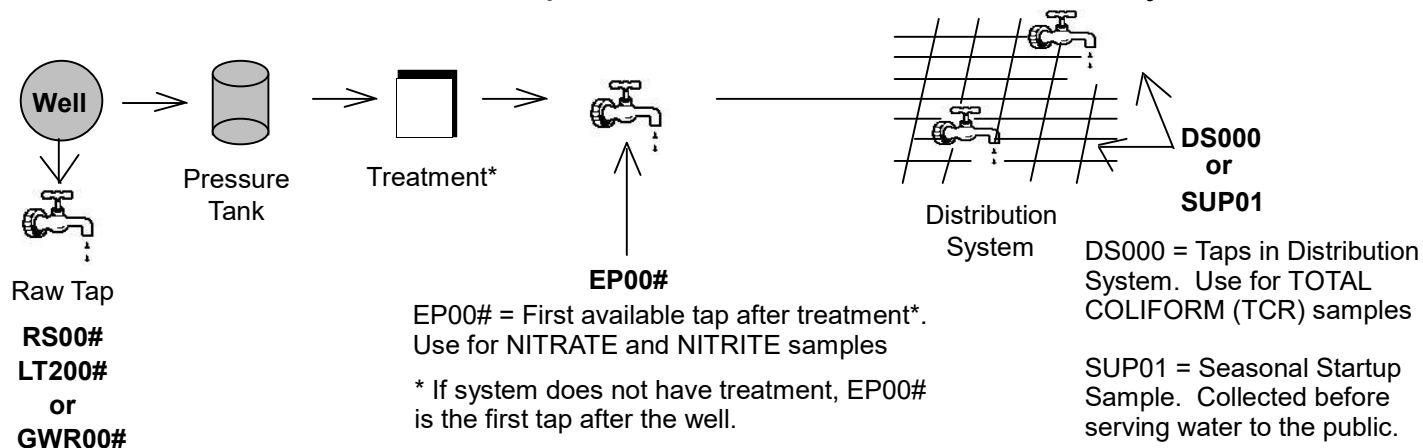 Well
Pressure
Tank
Treatment*
Raw Tap
RS00#
LT200#
or
GWR00#
EP00#
EP00# = First available tap after treatment*.
Use for NITRATE and NITRITE samples
* If system does not have treatment, EP00#
is the first tap after the well.
Distribution
System
DS000
or
SUP01
DS000 = Taps in Distribution
System. Use for TOTAL
COLIFORM (TCR) samples
SUP01 = Seasonal Startup
Sample. Collected before
serving water to the public.